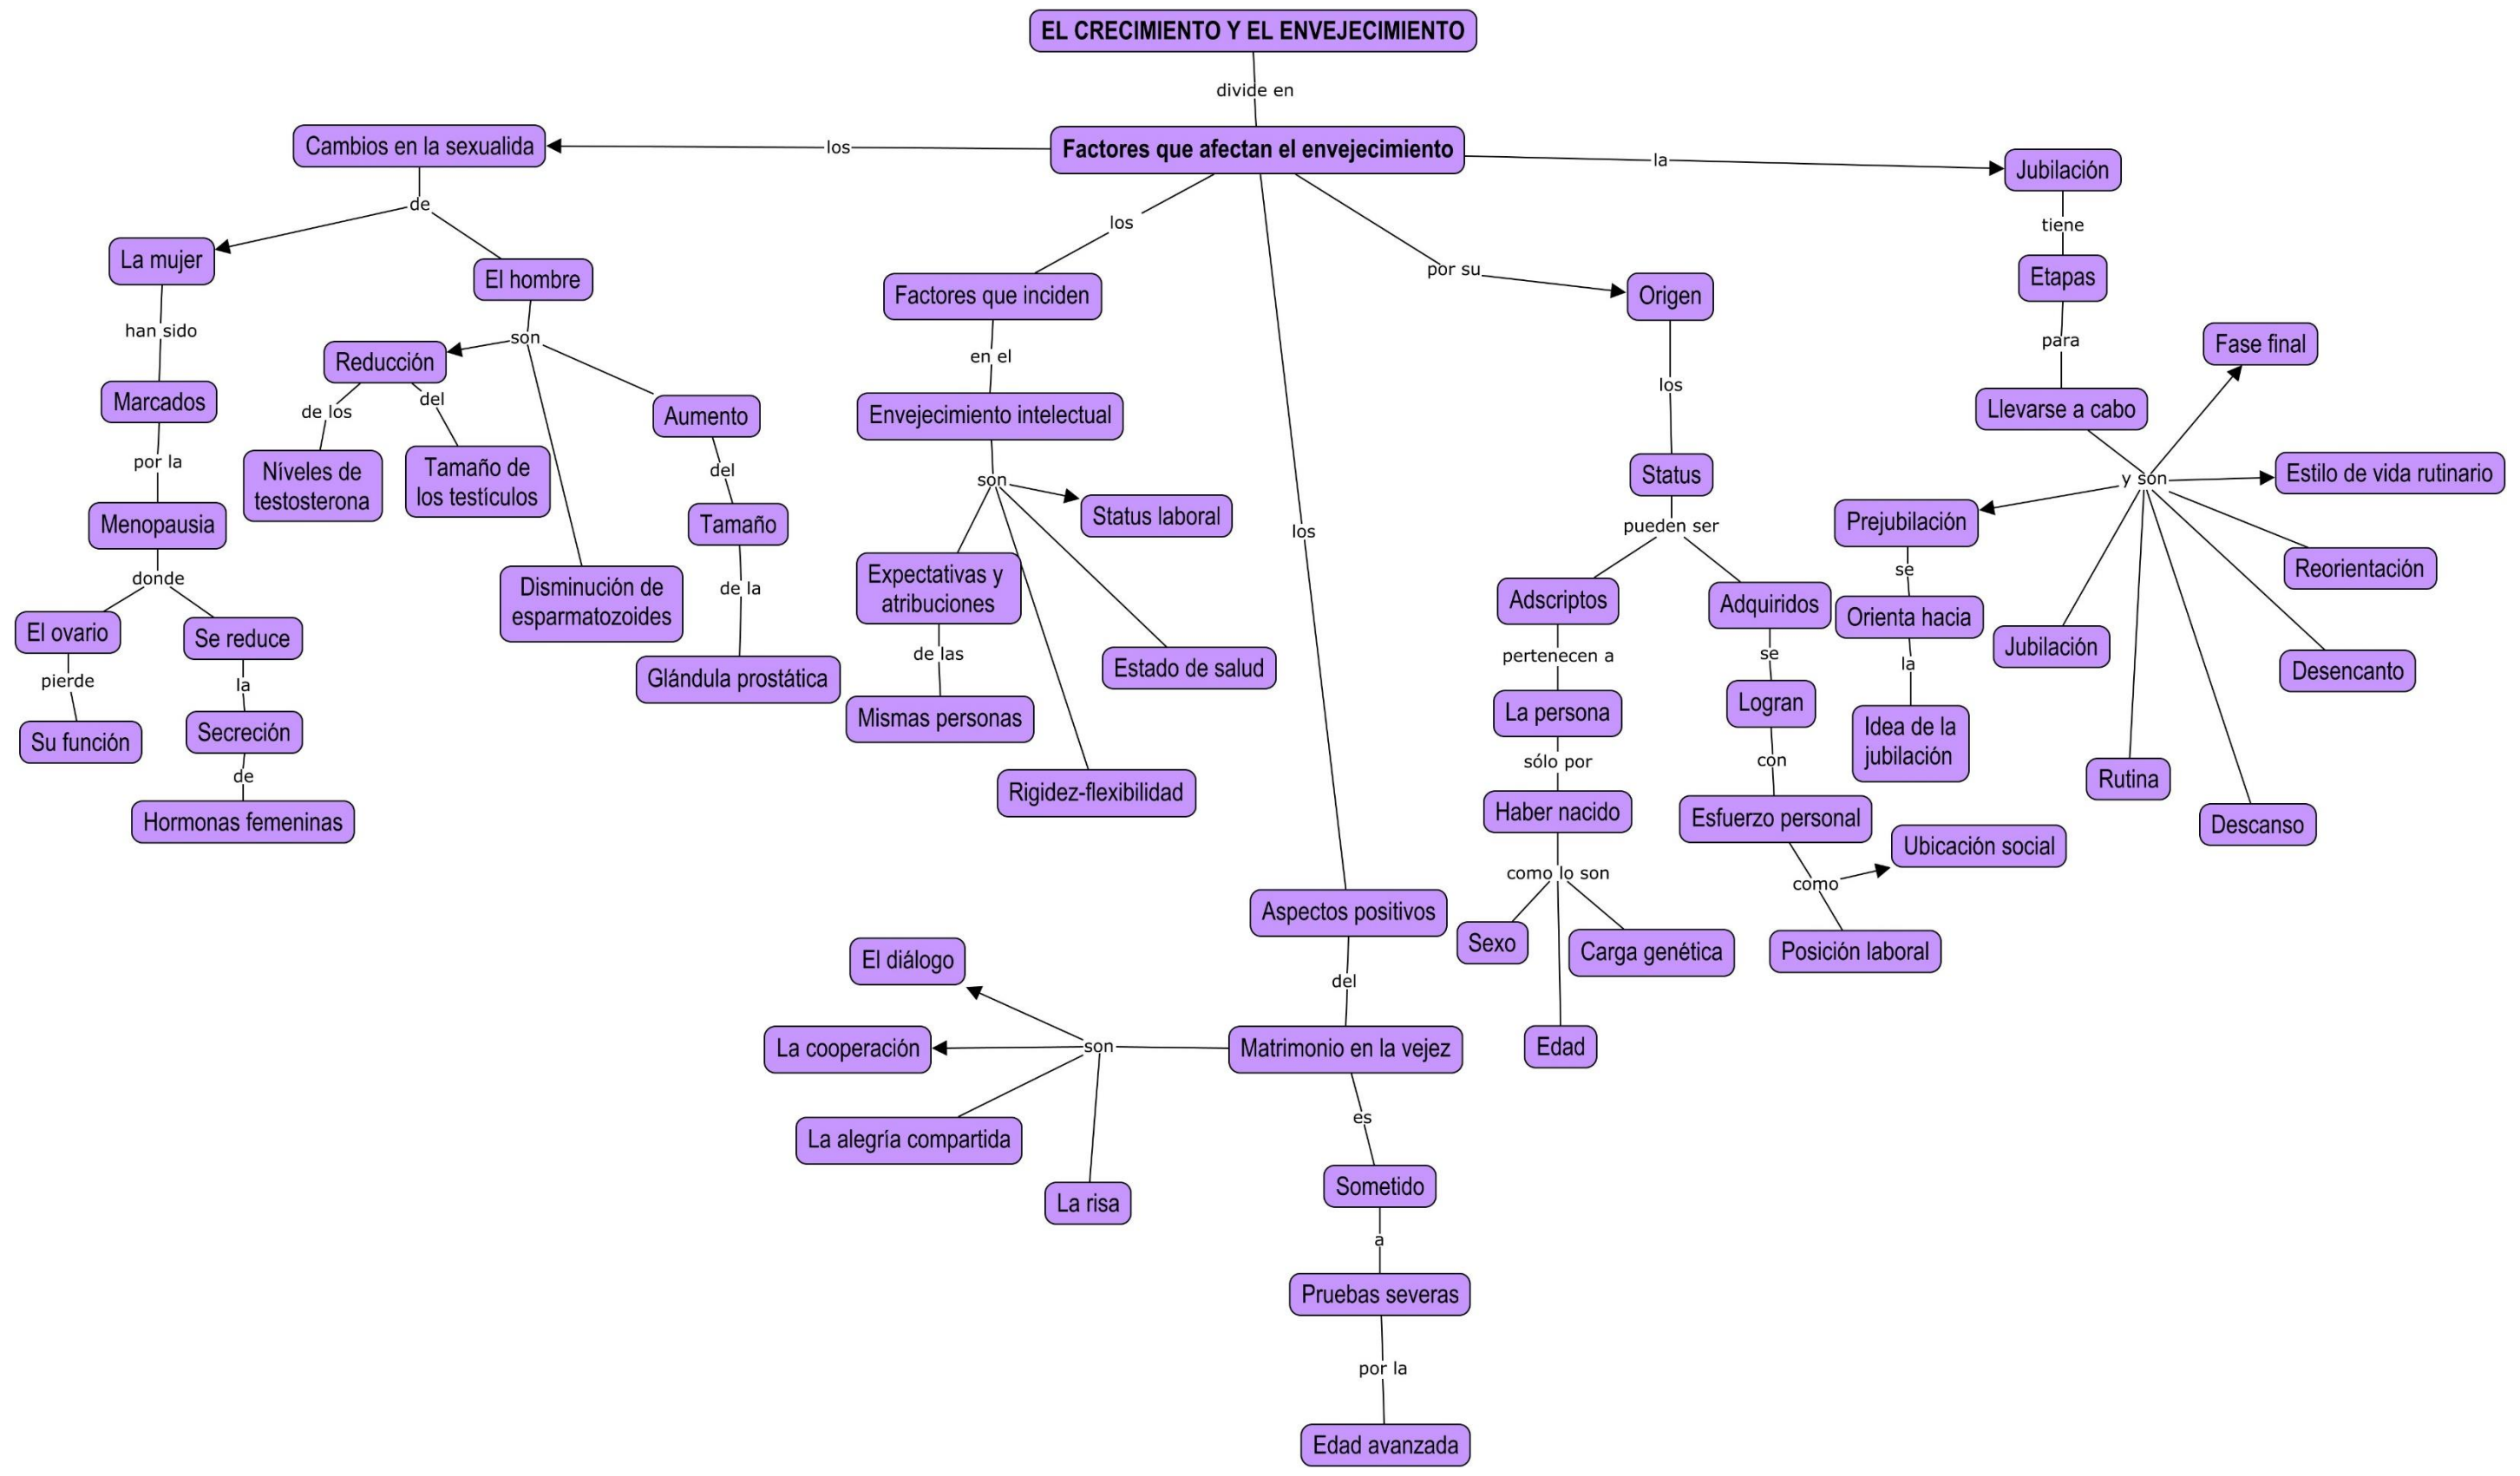 EL CRECIMIENTO Y EL ENVEJECIMIENTO
divide en
Factores que afectan el envejecimiento
los
Cambios en la sexualida
de
La mujer
han sido
Marcados
por la
Menopausia
donde
El ovario
pierde
Su función
Se reduce
la
Secreción
de
Hormonas femeninas
El hombre
son
Reducción
de los
Níveles de
testosterona
del
Tamaño de
los testículos
Disminución de
esparmatozoides
Aumento
del
Tamaño
de la
Glándula prostática
los
Factores que inciden
en el
Envejecimiento intelectual
son
Status laboral
Expectativas y
atribuciones
de las
Mismas personas
Estado de salud
Rigidez-flexibilidad
los
Aspectos positivos
del
Matrimonio en la vejez
son
El diálogo
La cooperación
La alegría compartida
La risa
es
Sometido
a
Pruebas severas
por la
Edad avanzada
por su
Origen
los
Status
pueden ser
Adscriptos
pertenecen a
La persona
sólo por
Haber nacido
como lo son
Sexo
Carga genética
Edad
Adquiridos
se
Logran
con
Esfuerzo personal
como
Ubicación social
Posición laboral
la
Jubilación
tiene
Etapas
para
Llevarse a cabo
y son
Fase final
Estilo de vida rutinario
Prejubilación
se
Orienta hacia
la
Idea de la
jubilación
Reorientación
Jubilación
Desencanto
Rutina
Descanso